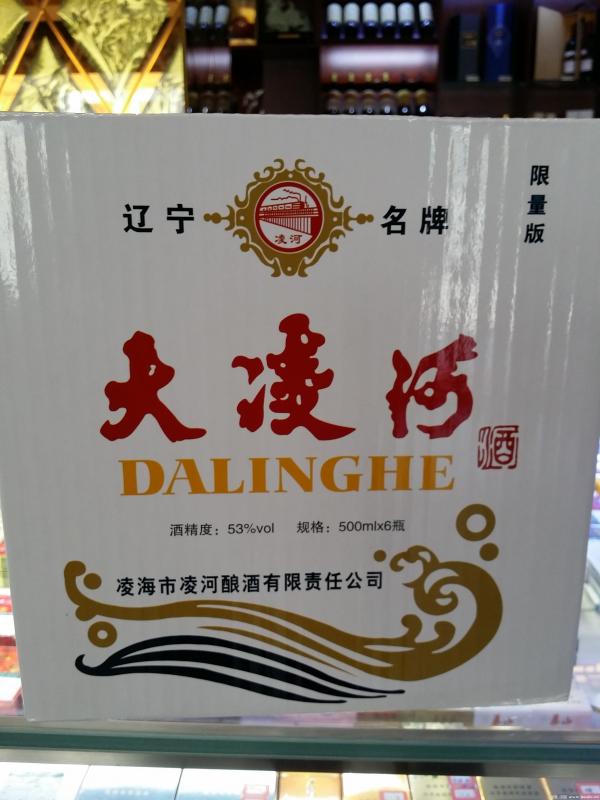 限量版
辽宁 名牌
凌河
大凌河
酒
DALINGHE
酒精度：53%vol 规格：500mlx6瓶
凌海市凌河酿酒有限责任公司